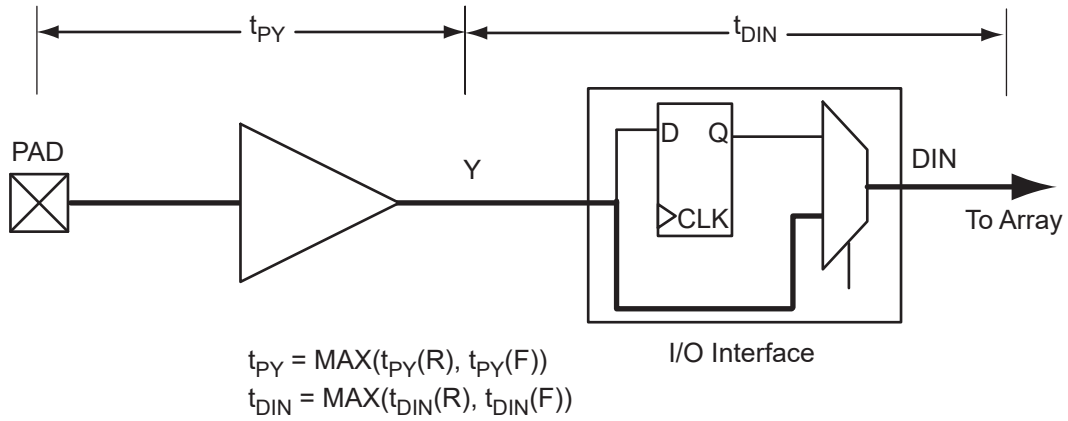 tPY
tDIN
PAD
Y
D Q
CLK
DIN
To Array
I/O Interface
tPY = MAX(tPY(R), tPY(F))
tDIN = MAX(tDIN(R), tDIN(F))